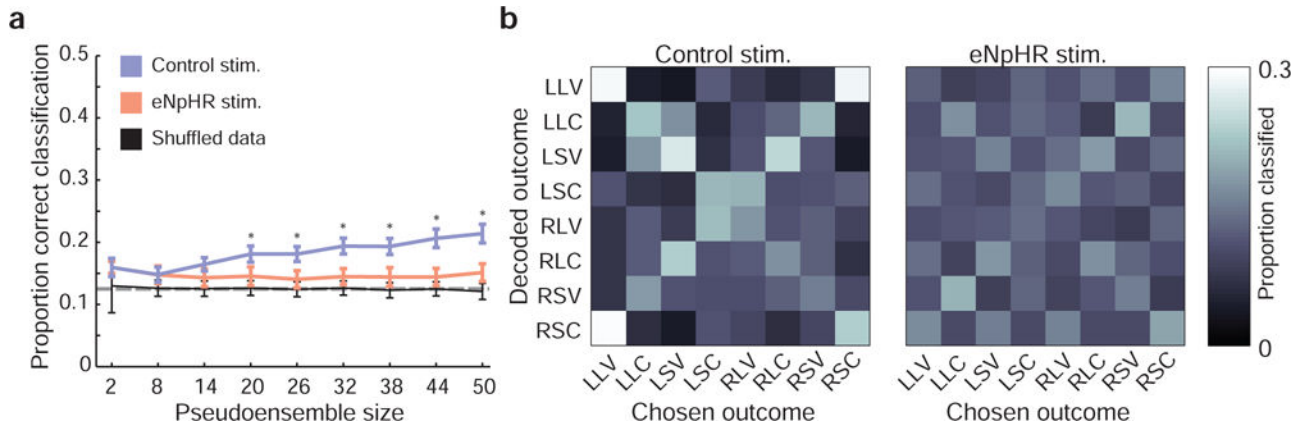 a
Proportion correct classification
0.5
0.4
0.3
0.2
0.1
0
Control stim.
eNpHR stim.
Shuffled data
*
*
*
*
*
*
2 8 14 20 26 32 38 44 50
Pseudoensemble size
b
Control stim.
eNpHR stim.
Decoded outcome
LLV
LLC
LSV
LSC
RLV
RLC
RSV
RSC
LLV LLC LSV LSC RLV RLC RSV RSC
Chosen outcome
LLV LLC LSV LSC RLV RLC RSV RSC
Chosen outcome
0.3
Proportion classified
0